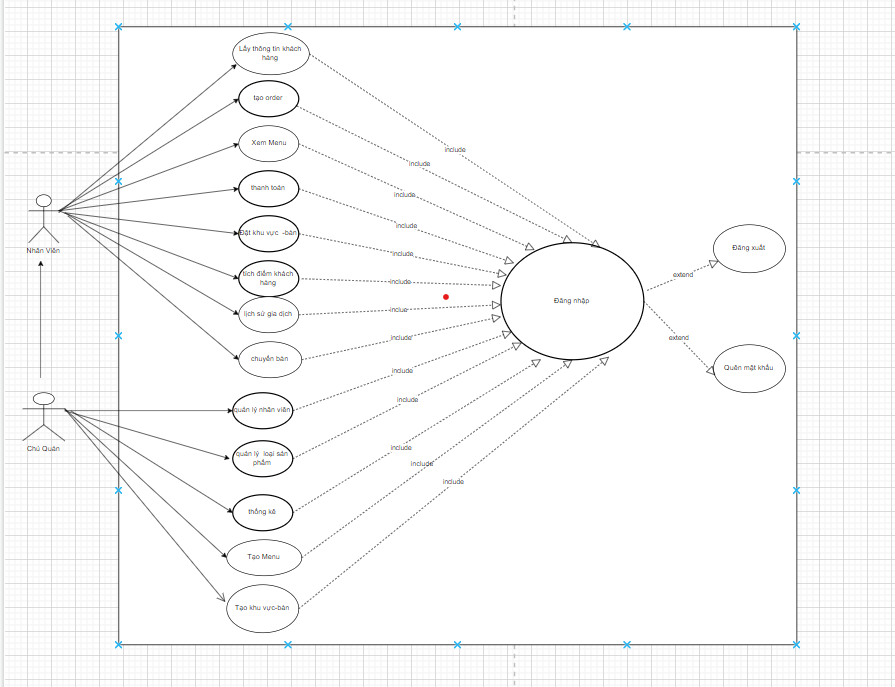 Lấy thông tin khách
hàng
tạo order
Xem Menu
thanh toán
Đặt khu vực -bàn
tích điểm khách
hàng
lịch sử gia dịch
chuyển bàn
quản lý nhân viên
quản lý loại sản
phẩm
thống kê
Tạo Menu
Tạo khu vực-bàn
Nhân Viên
Chủ Quán
include
include
include
include
include
include
inclue
include
include
include
include
include
include
Đăng nhập
extend
extend
Đăng xuất
Quên mật khẩu